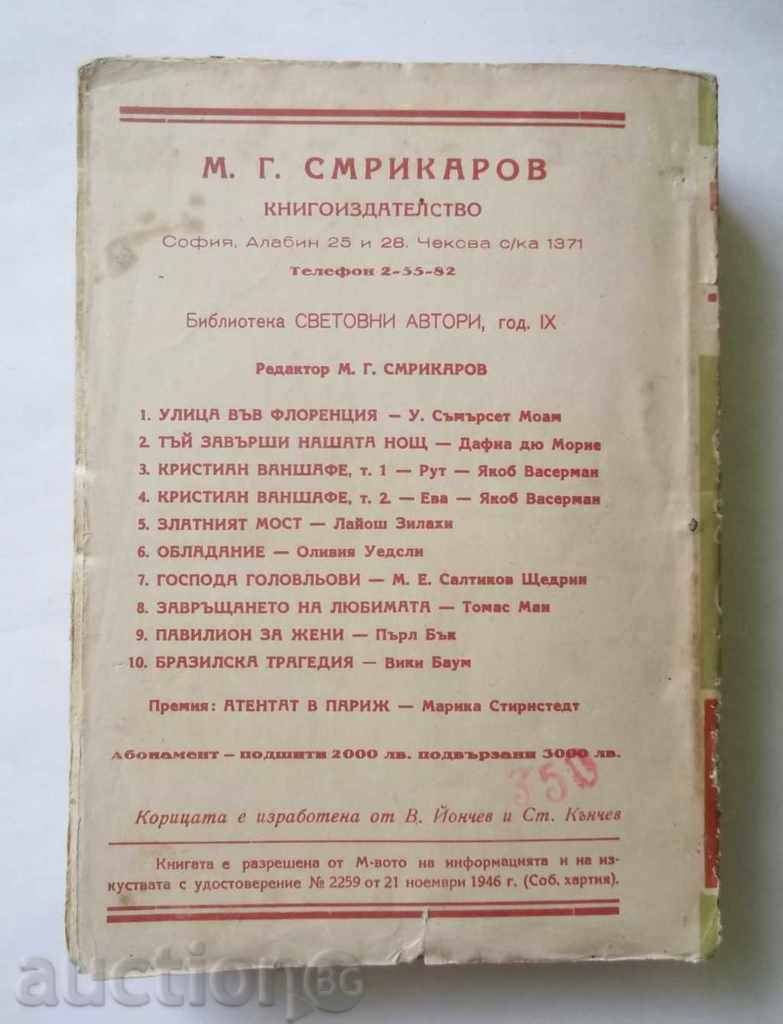 М. Г. СМРИКАРОВ
КНИГОИЗДАТЕЛСТВО
София, Алабин 25 и 28. Чекова с/ка 1371
Телефон 2-55-82
Библиотека СВЕТОВНИ АВТОРИ, год. IX
Редактор М. Г. СМРИКАРОВ
1. УЛИЦА ВЪВ ФЛОРЕНЦИЯ — У. Съмърсет Моам
2. ТЪЙ ЗАВЪРШИ НАШАТА НОЩ — Дафна дю Морие
3. КРИСТИАН ВАНШАФЕ, т. 1 — Рут — Якоб Васерман
4. КРИСТИАН ВАНШАФЕ, т. 2 — Ева — Якоб Васерман
5. ЗЛАТНИЯТ МОСТ — Лайош Зилахи
6. ОБЛАДАНИЕ — Оливия Уедсли
7. ГОСПОДА ГОЛОВЛЬОВИ — М. Е. Салтиков Щедрин
8. ЗАВРЪЩАНЕТО НА ЛЮБИМАТА — Томас Ман
9. ПАВИЛИОН ЗА ЖЕНИ — Пърл Бък
10. БРАЗИЛСКА ТРАГЕДИЯ — Вики Баум
Премия: АТЕНТАТ В ПАРИЖ — Марика Стирнстедт
Абонамент — подшити 2000 лв. подвързани 3000 лв.
350
Корицата е изработена от В. Йончев и Ст. Кънчев
Книгата е разрешена от М-вото на информацията и на из-
куствата с удостоверение № 2259 от 21 ноември 1946 г. (Соб. хартия).
auction BG